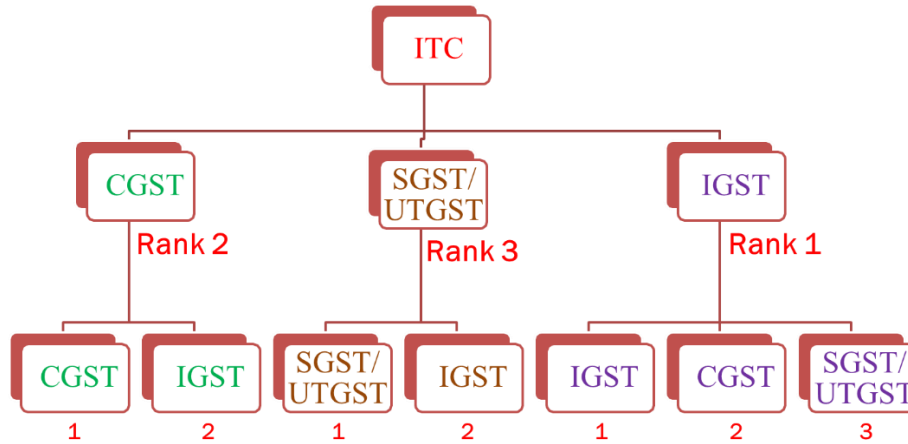 ITC
CGST
SGST/
UTGST
IGST
Rank 2
Rank 3
Rank 1
CGST
IGST
SGST/
UTGST
IGST
IGST
CGST
SGST/
UTGST
1
2
1
2
1
2
3